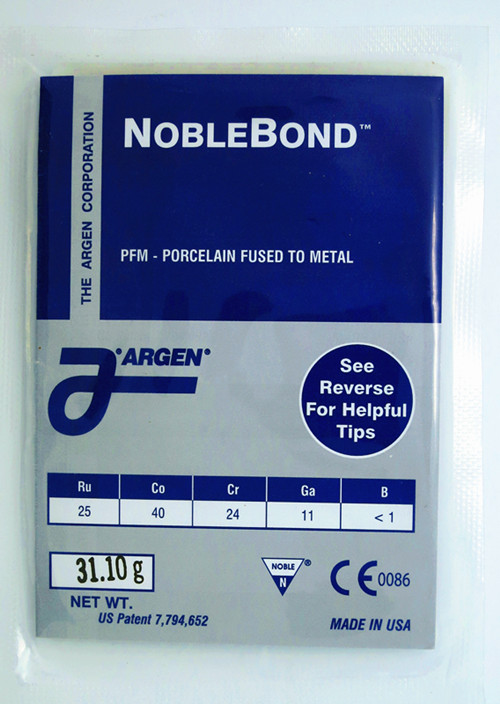 THE ARGEN CORPORATION
NOBLEBOND™
PFM - PORCELAIN FUSED TO METAL
•ARGEN•
See
Reverse
For Helpful
Tips
Ru Co Cr Ga B
25 40 24 11 < 1
31.10 g
NET WT.
US Patent 7,794,652
NOBLE ®
N
CE 0086
MADE IN USA